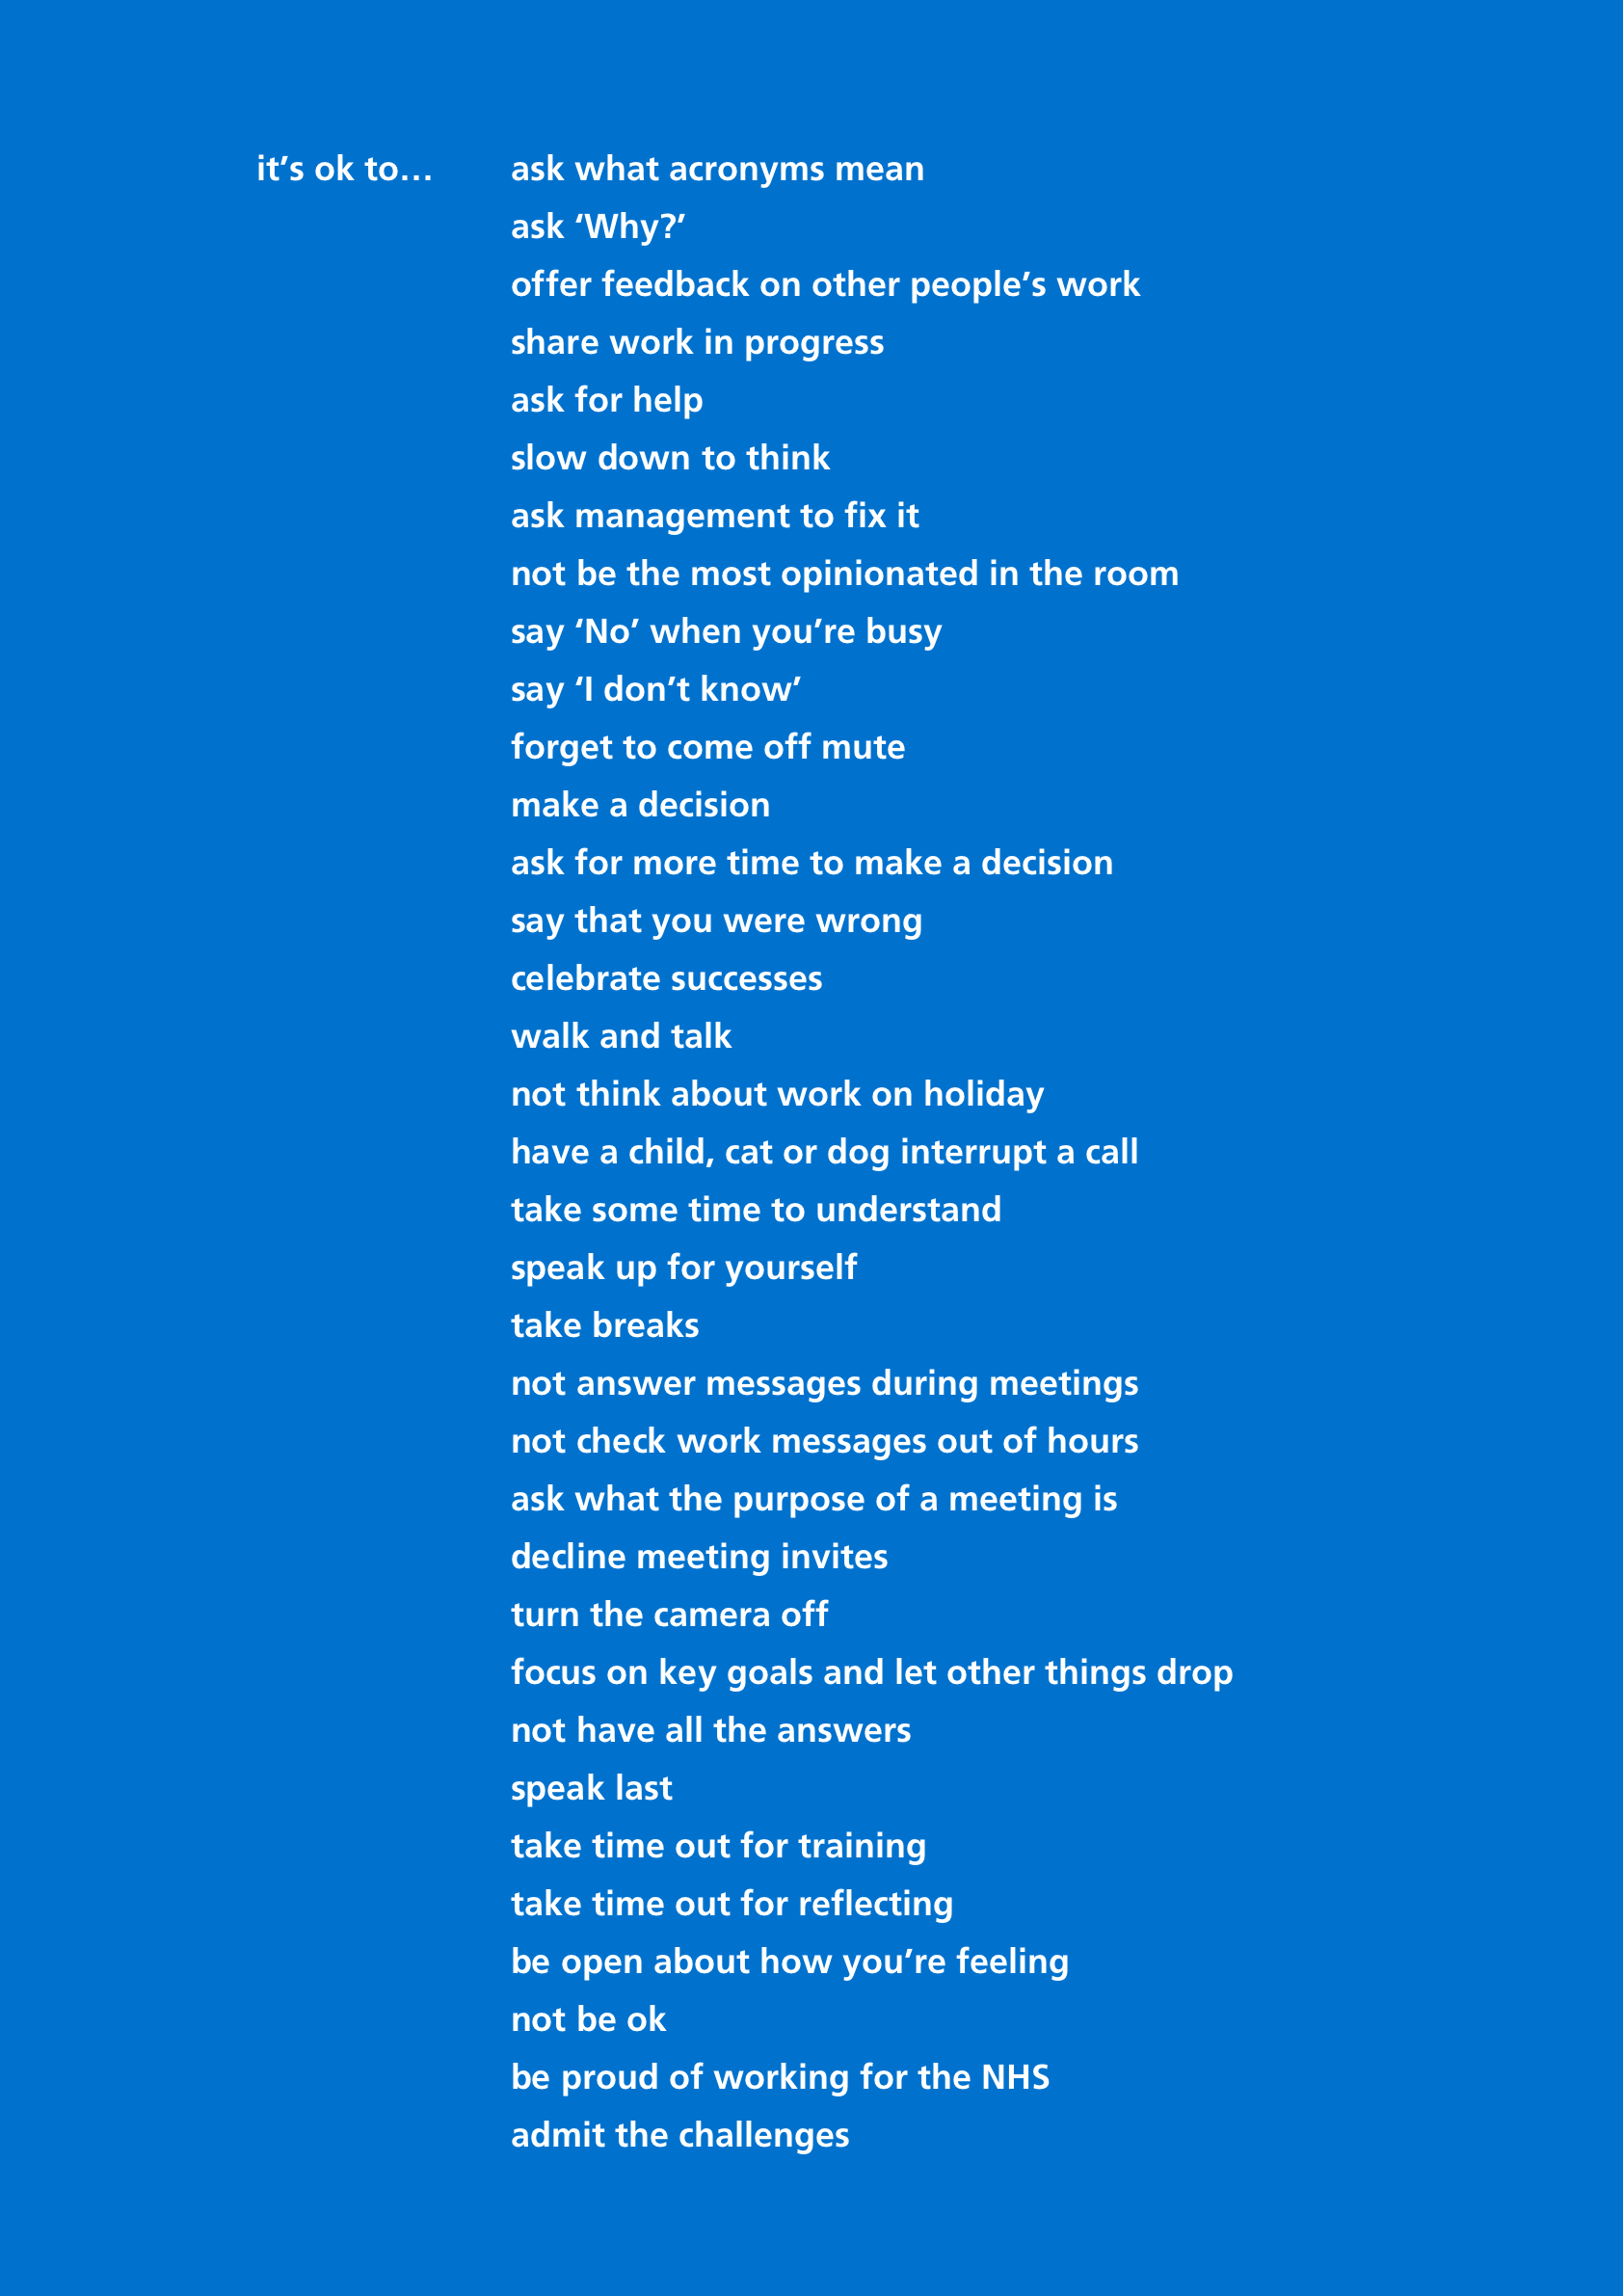 it’s ok to… ask what acronyms mean
ask ‘Why?’
offer feedback on other people’s work
share work in progress
ask for help
slow down to think
ask management to fix it
not be the most opinionated in the room
say ‘No’ when you’re busy
say ‘I don’t know’
forget to come off mute
make a decision
ask for more time to make a decision
say that you were wrong
celebrate successes
walk and talk
not think about work on holiday
have a child, cat or dog interrupt a call
take some time to understand
speak up for yourself
take breaks
not answer messages during meetings
not check work messages out of hours
ask what the purpose of a meeting is
decline meeting invites
turn the camera off
focus on key goals and let other things drop
not have all the answers
speak last
take time out for training
take time out for reflecting
be open about how you’re feeling
not be ok
be proud of working for the NHS
admit the challenges